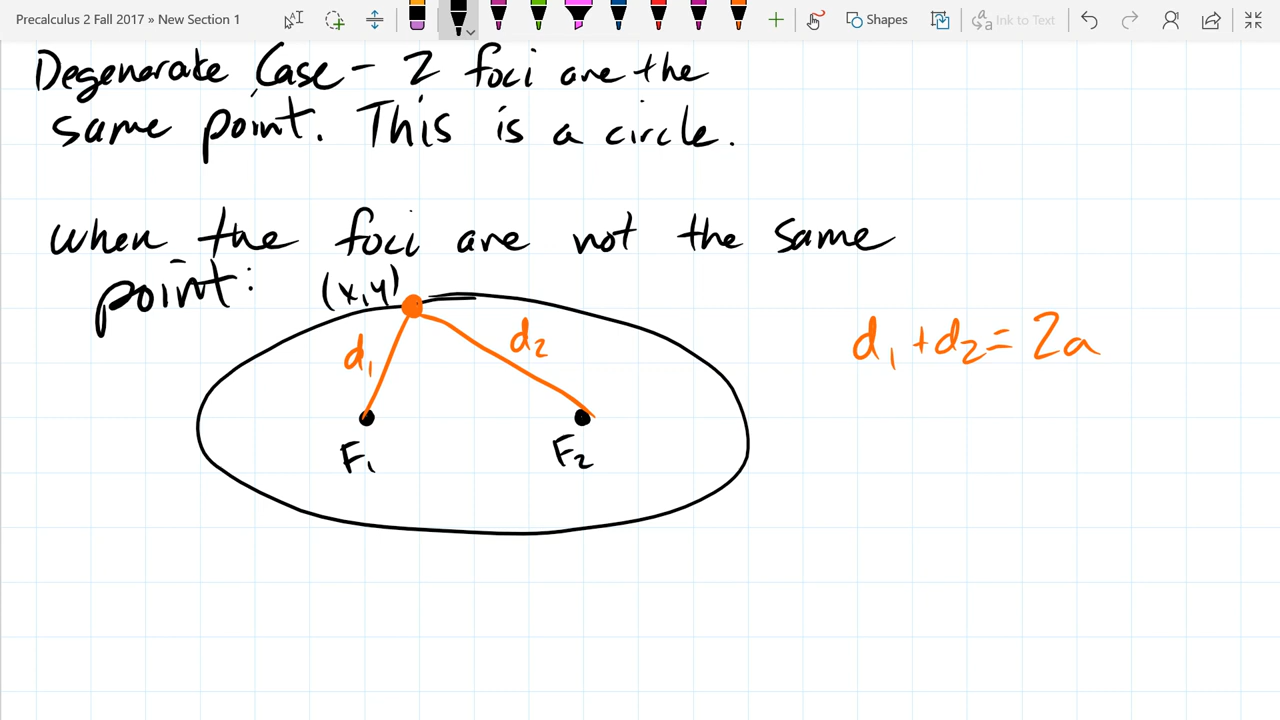 Precalculus 2 Fall 2017 » New Section 1
Shapes
Ink to Text
Degenerate Case - 2 foci are the
same point. This is a circle.
when the foci are not the same
point: (x,y)
d₁ d₂ d₁ + d₂ = 2a
F₁ F₂